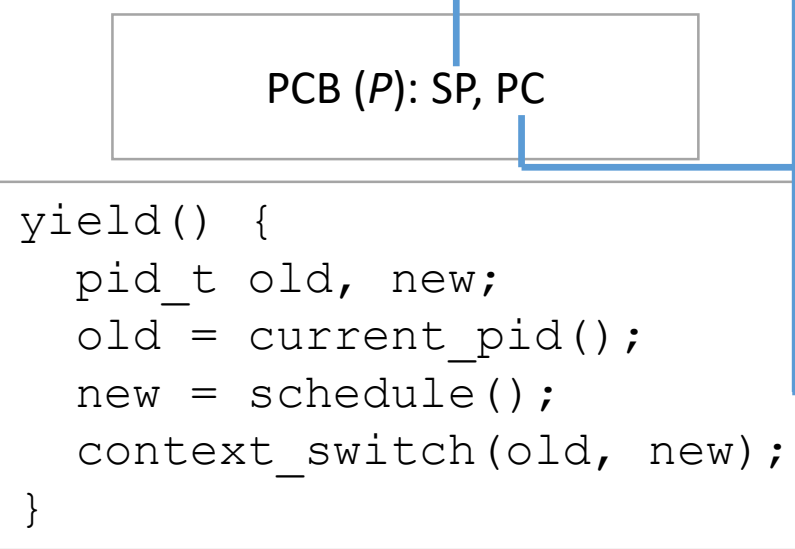 PCB (P): SP, PC
yield() {
  pid_t old, new;
  old = current_pid();
  new = schedule();
  context_switch(old, new);
}